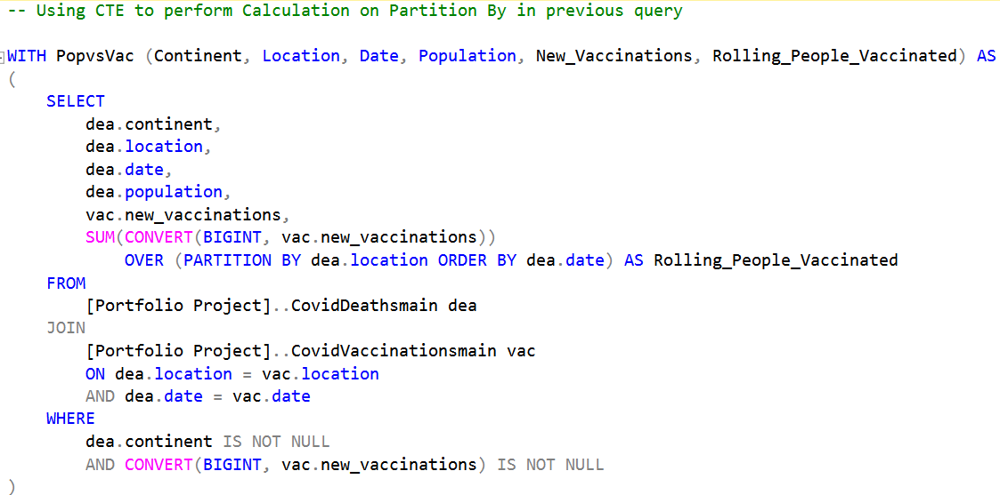 -- Using CTE to perform Calculation on Partition By in previous query
WITH PopvsVac (Continent, Location, Date, Population, New_Vaccinations, Rolling_People_Vaccinated) AS
(
SELECT
dea.continent,
dea.location,
dea.date,
dea.population,
vac.new_vaccinations,
SUM(CONVERT(BIGINT, vac.new_vaccinations))
OVER (PARTITION BY dea.location ORDER BY dea.date) AS Rolling_People_Vaccinated
FROM
[Portfolio Project]..CovidDeathsmain dea
JOIN
[Portfolio Project]..CovidVaccinationsmain vac
ON dea.location = vac.location
AND dea.date = vac.date
WHERE
dea.continent IS NOT NULL
AND CONVERT(BIGINT, vac.new_vaccinations) IS NOT NULL
)